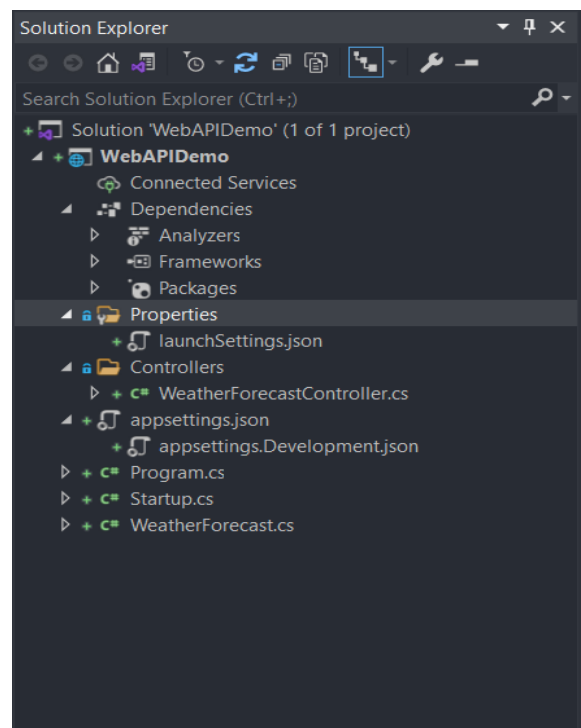 Solution Explorer
Search Solution Explorer (Ctrl+;)
Solution 'WebAPIDemo' (1 of 1 project)
WebAPIDemo
Connected Services
Dependencies
Analyzers
Frameworks
Packages
Properties
launchSettings.json
Controllers
C# WeatherForecastController.cs
appsettings.json
appsettings.Development.json
C# Program.cs
C# Startup.cs
C# WeatherForecast.cs